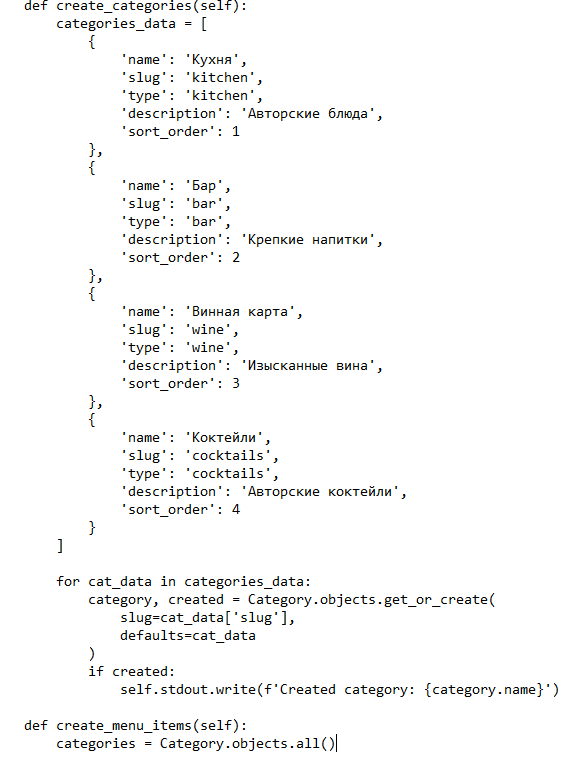 def create_categories(self):
    categories_data = [
        {
            'name': 'Кухня',
            'slug': 'kitchen',
            'type': 'kitchen',
            'description': 'Авторские блюда',
            'sort_order': 1
        },
        {
            'name': 'Бар',
            'slug': 'bar',
            'type': 'bar',
            'description': 'Крепкие напитки',
            'sort_order': 2
        },
        {
            'name': 'Винная карта',
            'slug': 'wine',
            'type': 'wine',
            'description': 'Изысканные вина',
            'sort_order': 3
        },
        {
            'name': 'Коктейли',
            'slug': 'cocktails',
            'type': 'cocktails',
            'description': 'Авторские коктейли',
            'sort_order': 4
        }
    ]

    for cat_data in categories_data:
        category, created = Category.objects.get_or_create(
            slug=cat_data['slug'],
            defaults=cat_data
        )
        if created:
            self.stdout.write(f'Created category: {category.name}')

def create_menu_items(self):
    categories = Category.objects.all()